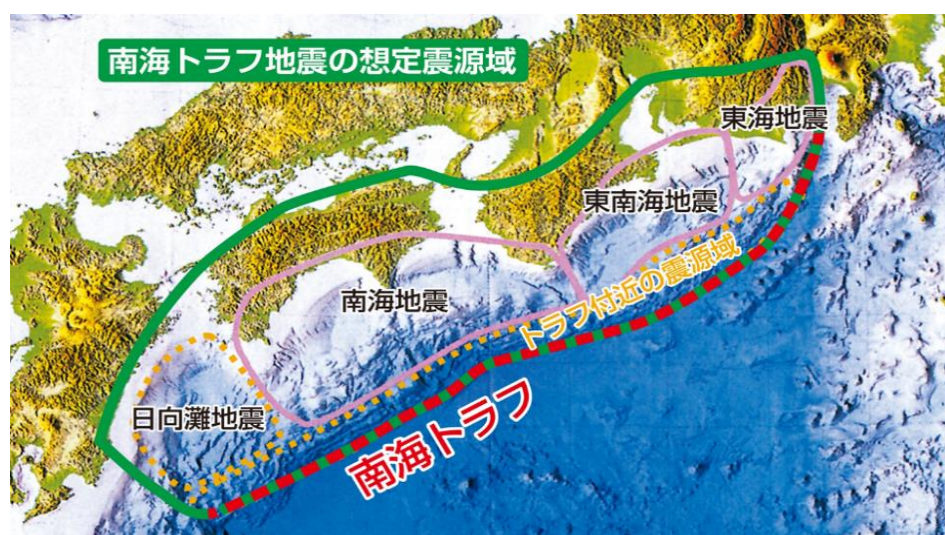 南海トラフ地震の想定震源域
東海地震
東南海地震
南海地震
トラフ付近の震源域
日向灘地震
南海トラフ